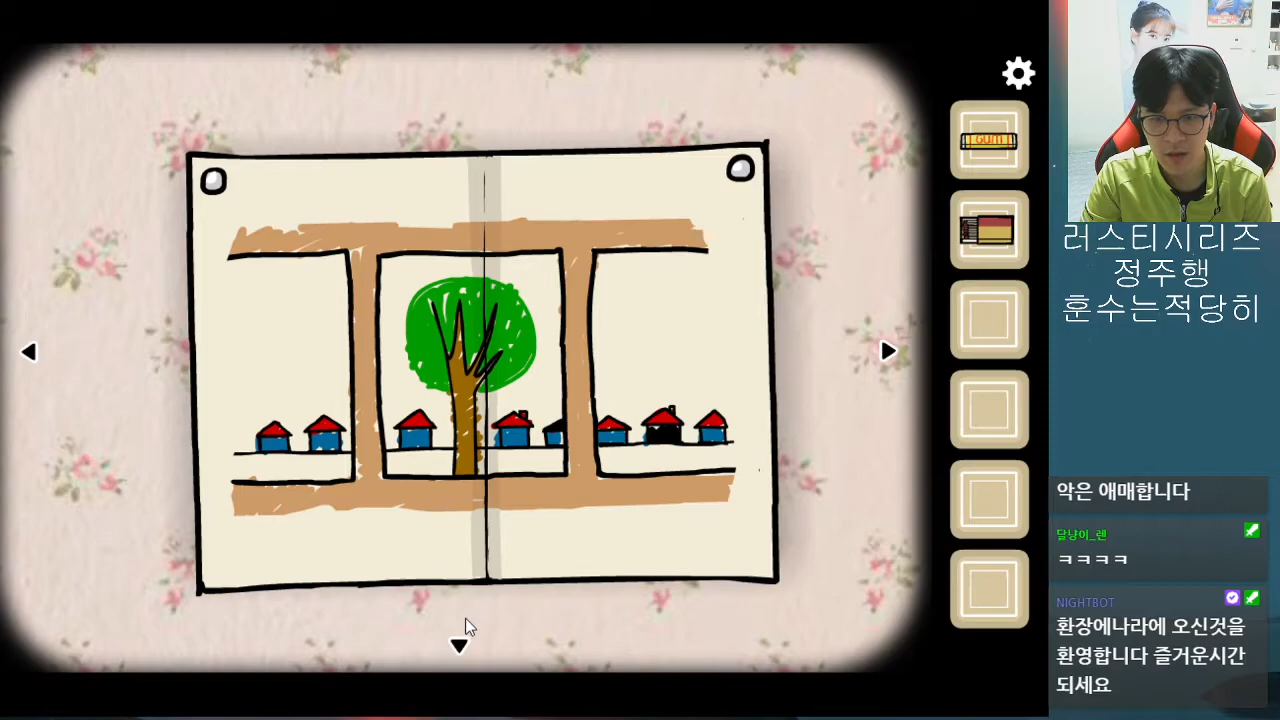 GUM
러스티시리즈
정주행
훈수는적당히
악은 애매합니다
달냥이_렌
ㅋㅋㅋㅋ
NIGHTBOT
환장에나라에 오신것을
환영합니다 즐거운시간
되세요